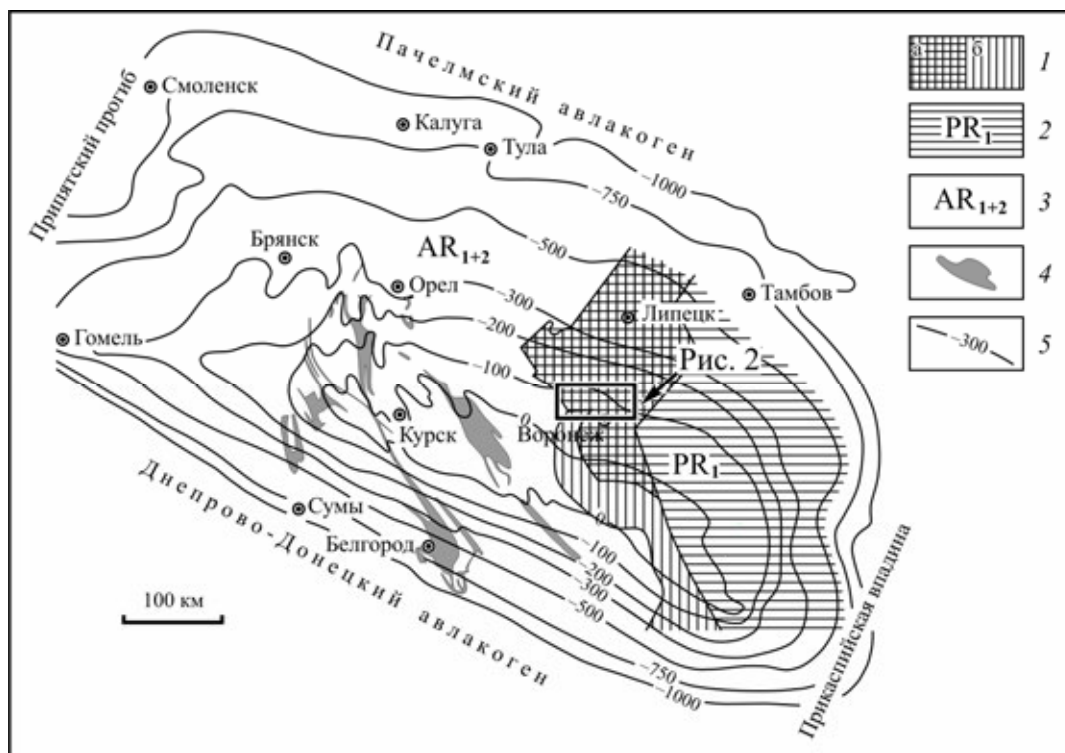 Пачелмский авлакоген
Припятский прогиб
Смоленск
Калуга
Тула
–1000
–750
–500
Брянск
AR1+2
Орел
–300
Тамбов
Липецк
–200
Гомель
–100
Рис. 2
0
Курск
Воронеж
PR1
Сумы
0
Белгород
–100
–200
–300
–500
–750
–1000
Днепрово-Донецкий авлакоген
Прикаспийская впадина
100 км
а
б
1
PR1
2
AR1+2
3
4
–300
5